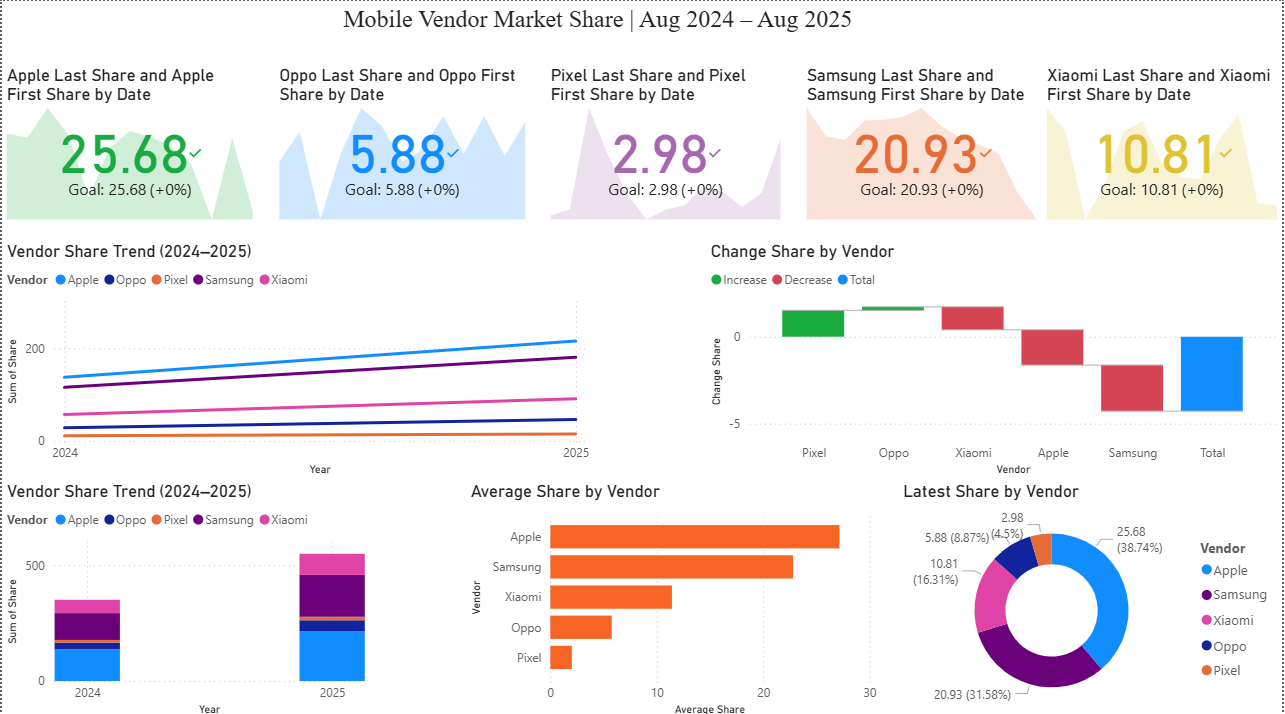 Mobile Vendor Market Share | Aug 2024 – Aug 2025
Apple Last Share and Apple
First Share by Date
25.68
Goal: 25.68 (+0%)
Oppo Last Share and Oppo First
Share by Date
5.88
Goal: 5.88 (+0%)
Pixel Last Share and Pixel
First Share by Date
2.98
Goal: 2.98 (+0%)
Samsung Last Share and
Samsung First Share by Date
20.93
Goal: 20.93 (+0%)
Xiaomi Last Share and Xiaomi
First Share by Date
10.81
Goal: 10.81 (+0%)
Vendor Share Trend (2024–2025)
Vendor Apple Oppo Pixel Samsung Xiaomi
Sum of Share
200
0
2024 2025
Year
Change Share by Vendor
Increase Decrease Total
Change Share
0
-5
Pixel Oppo Xiaomi Apple Samsung Total
Vendor
Vendor Share Trend (2024–2025)
Vendor Apple Oppo Pixel Samsung Xiaomi
Sum of Share
500
0
2024 2025
Year
Average Share by Vendor
Vendor
Apple
Samsung
Xiaomi
Oppo
Pixel
0 10 20 30
Average Share
Latest Share by Vendor
2.98
(4.5%)
5.88 (8.87%)
25.68
(38.74%)
10.81
(16.31%)
20.93 (31.58%)
Vendor
Apple
Samsung
Xiaomi
Oppo
Pixel